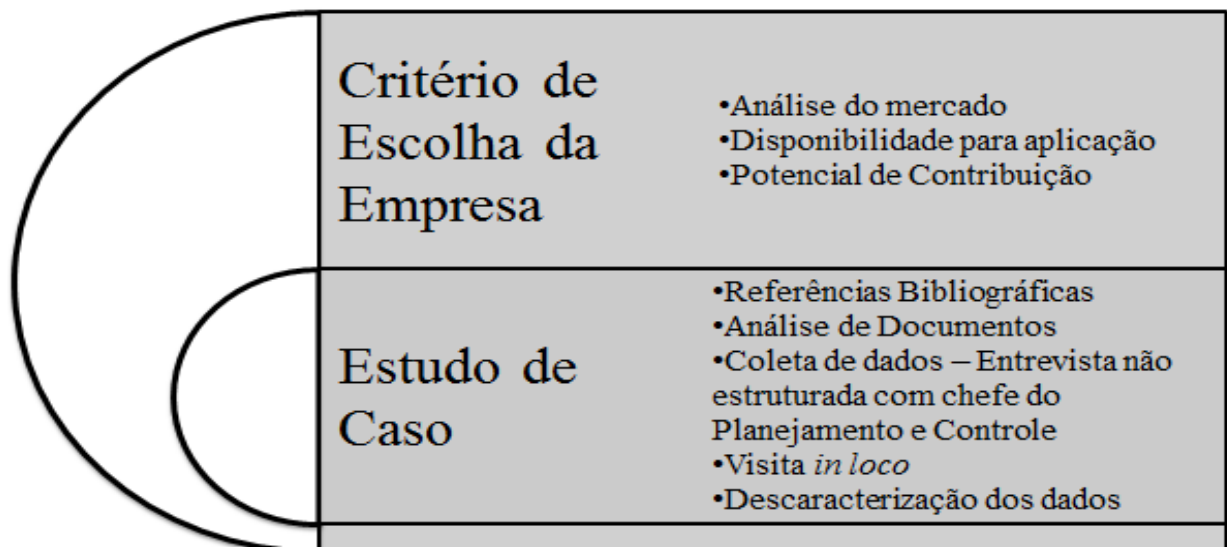 Critério de
Escolha da
Empresa
•Análise do mercado
•Disponibilidade para aplicação
•Potencial de Contribuição
Estudo de
Caso
•Referências Bibliográficas
•Análise de Documentos
•Coleta de dados – Entrevista não
estruturada com chefe do
Planejamento e Controle
•Visita in loco
•Descaracterização dos dados